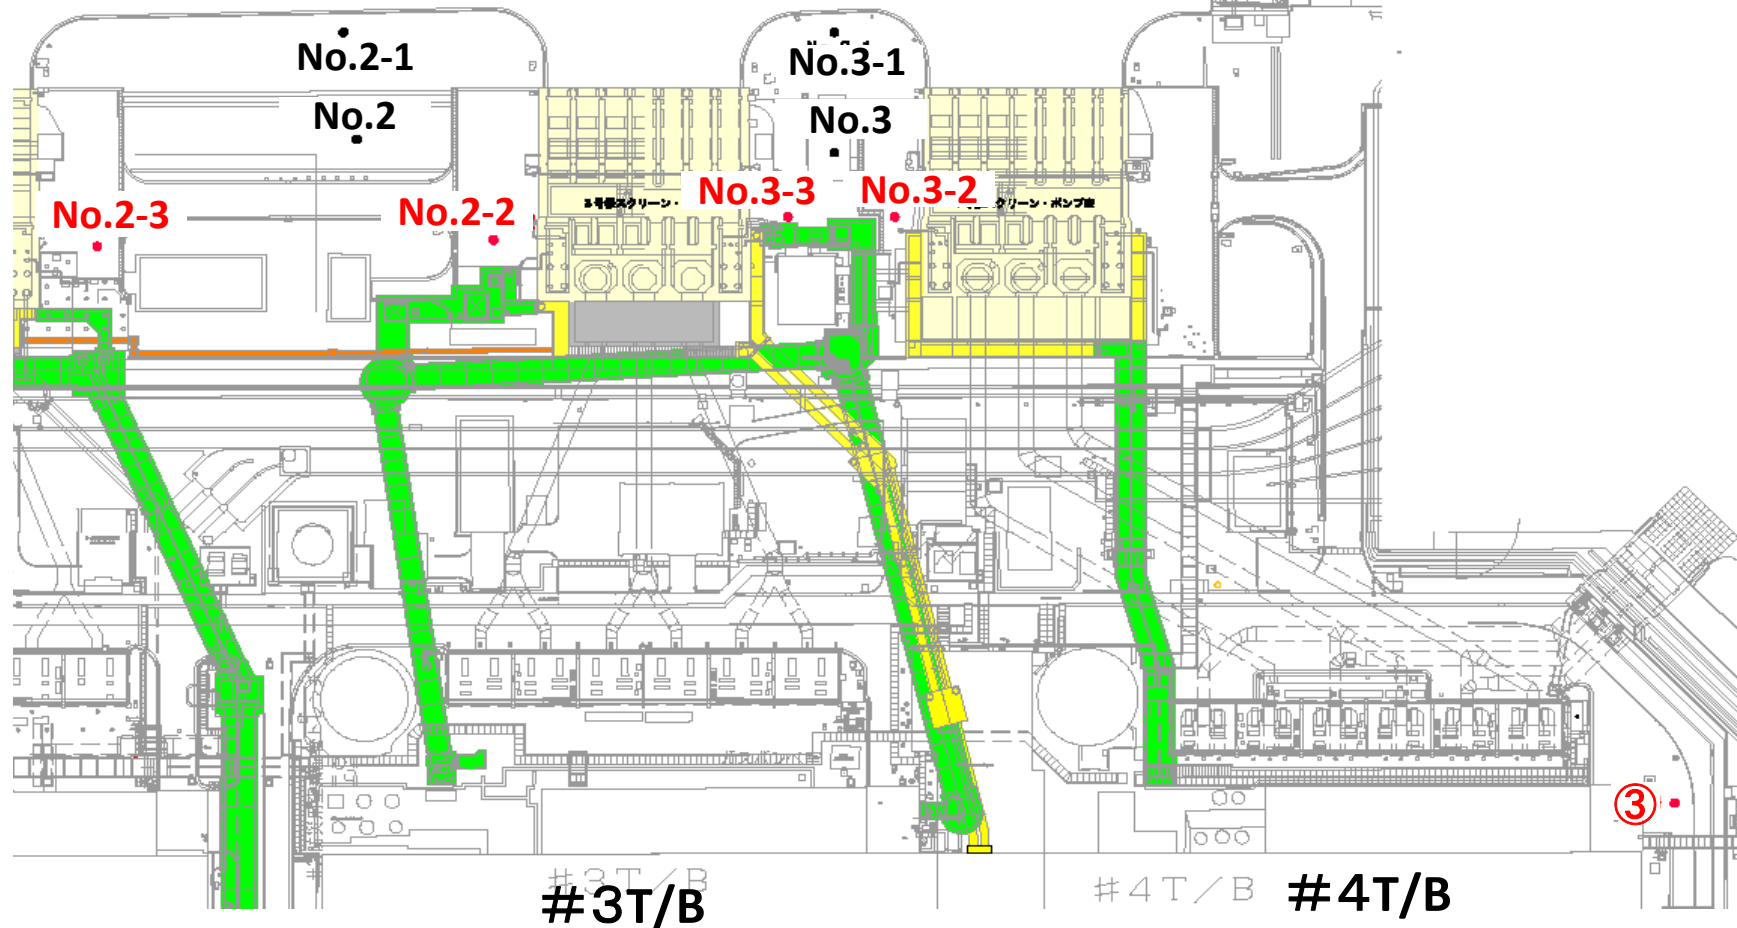 No.2-1
No.3-1
No.2
No.3
No.2-3
No.2-2
No.3-3
No.3-2
3号機スクリーン・
クリーン・ポンプ室
③
#3T/B
#3T/B
#4T/B
#4T/B